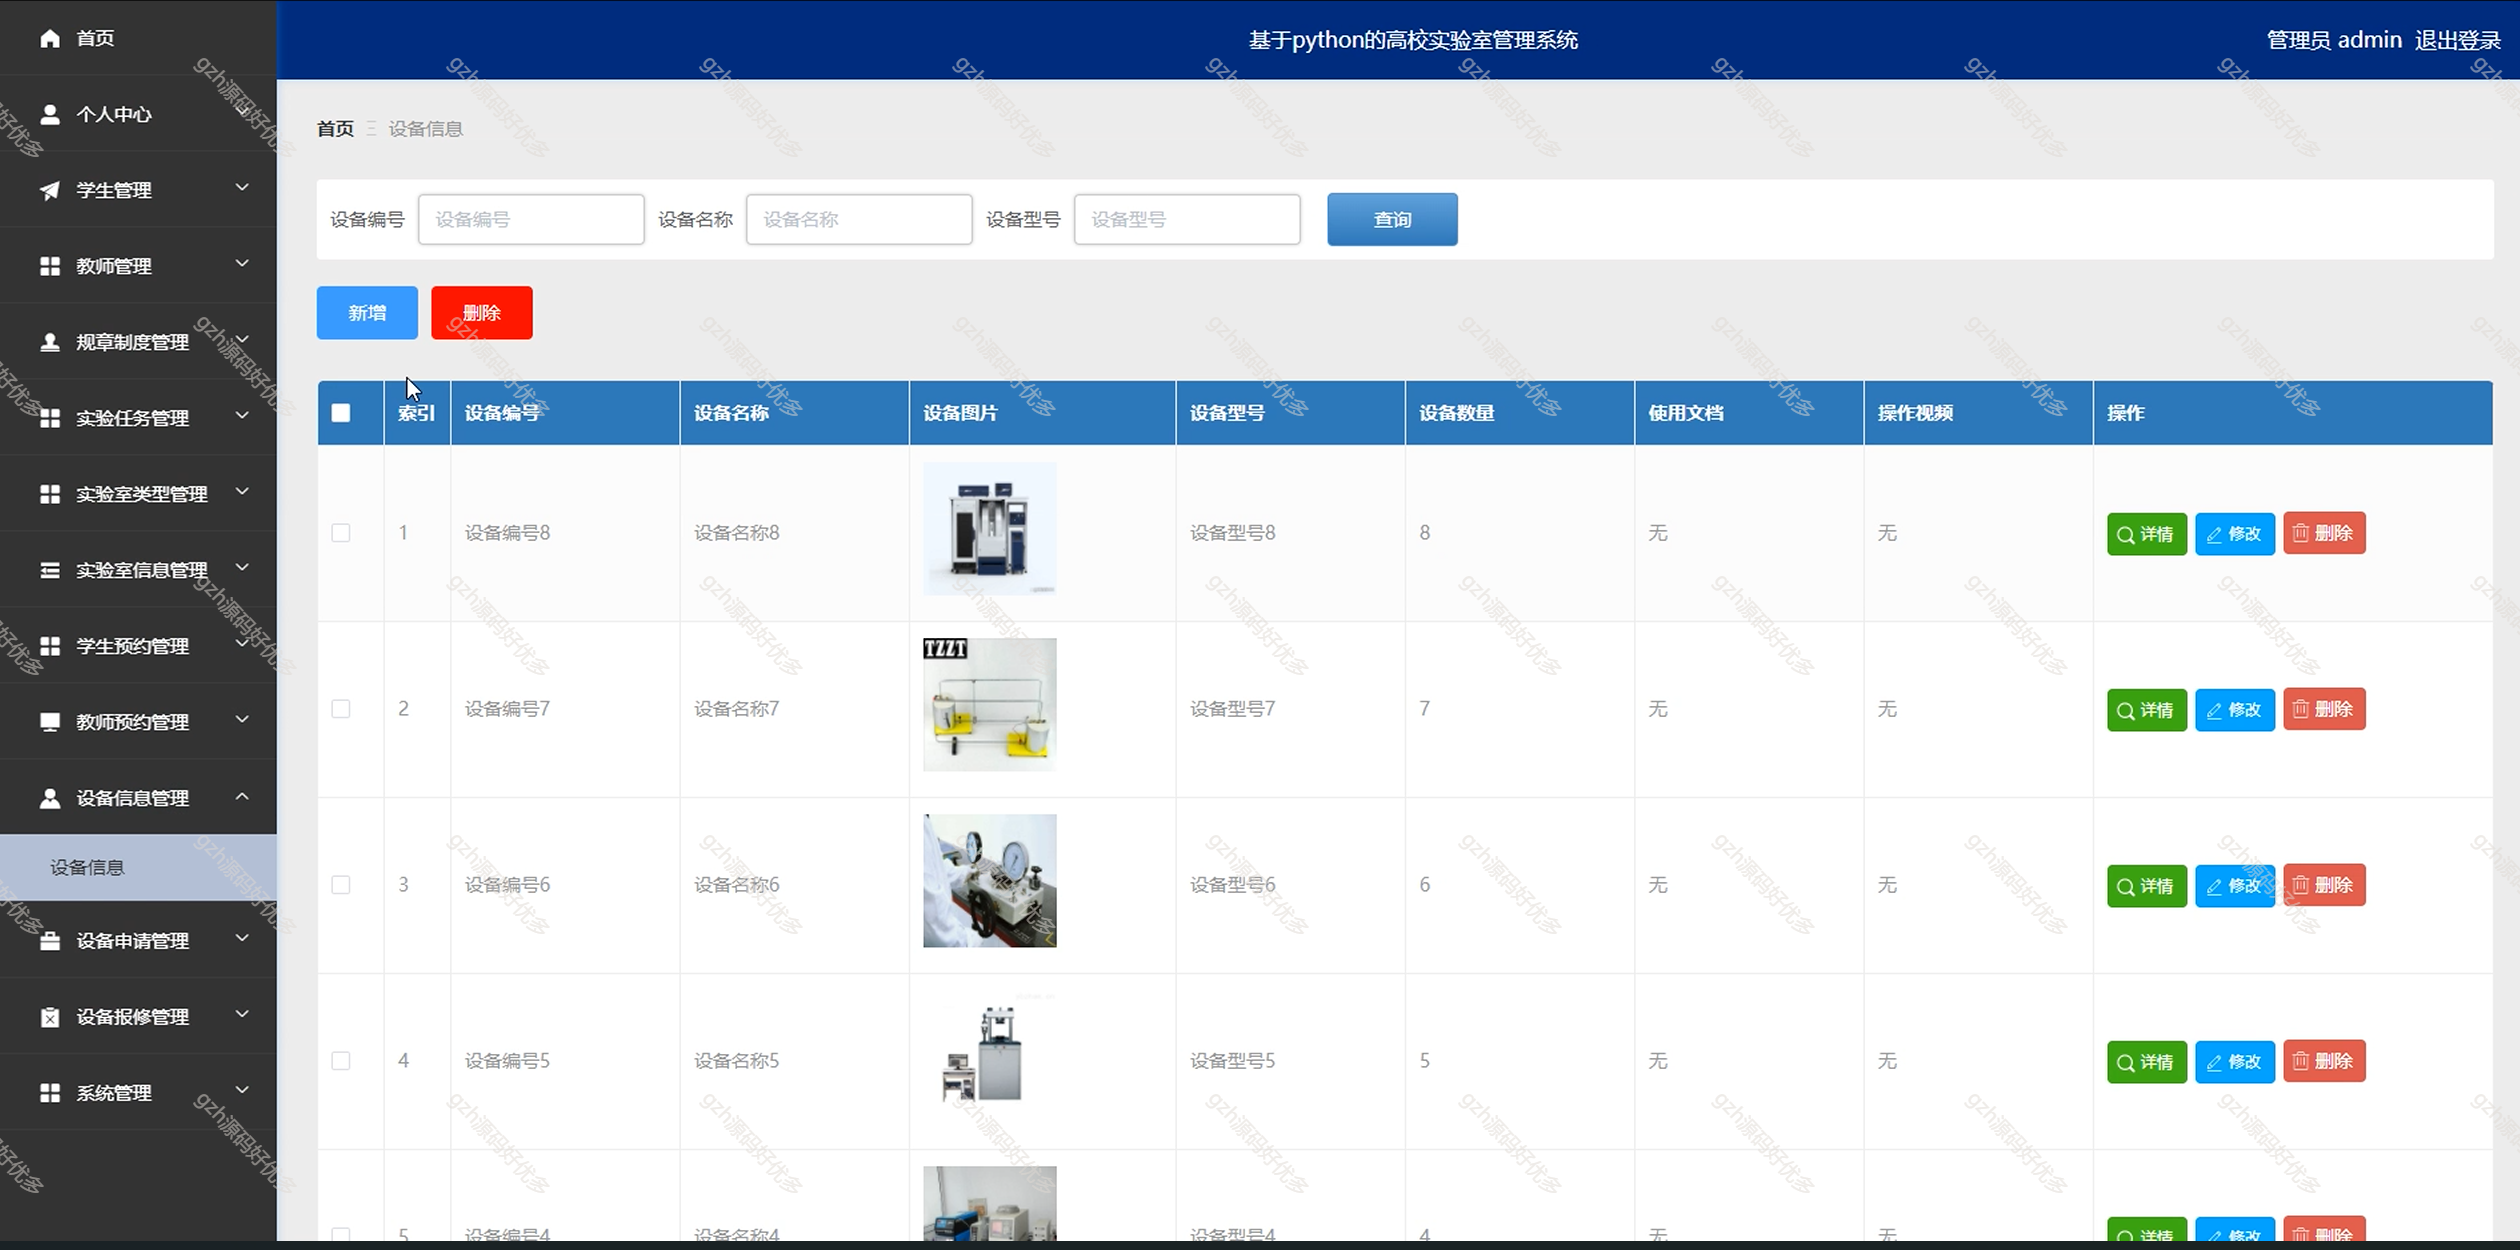 基于python的高校实验室管理系统
管理员 admin 退出登录
首页
个人中心
学生管理
教师管理
规章制度管理
实验任务管理
实验室类型管理
实验室信息管理
学生预约管理
教师预约管理
设备信息管理
设备信息
设备申请管理
设备报修管理
系统管理
首页 设备信息
设备编号 设备编号 设备名称 设备名称 设备型号 设备型号 查询
新增 删除
索引 设备编号 设备名称 设备图片 设备型号 设备数量 使用文档 操作视频 操作
1 设备编号8 设备名称8 设备型号8 8 无 无 详情 修改 删除
TZZT
2 设备编号7 设备名称7 设备型号7 7 无 无 详情 修改 删除
3 设备编号6 设备名称6 设备型号6 6 无 无 详情 修改 删除
4 设备编号5 设备名称5 设备型号5 5 无 无 详情 修改 删除
5 设备编号4 设备名称4 设备型号4 4 无 无 详情 修改 删除
gzh源码好优多